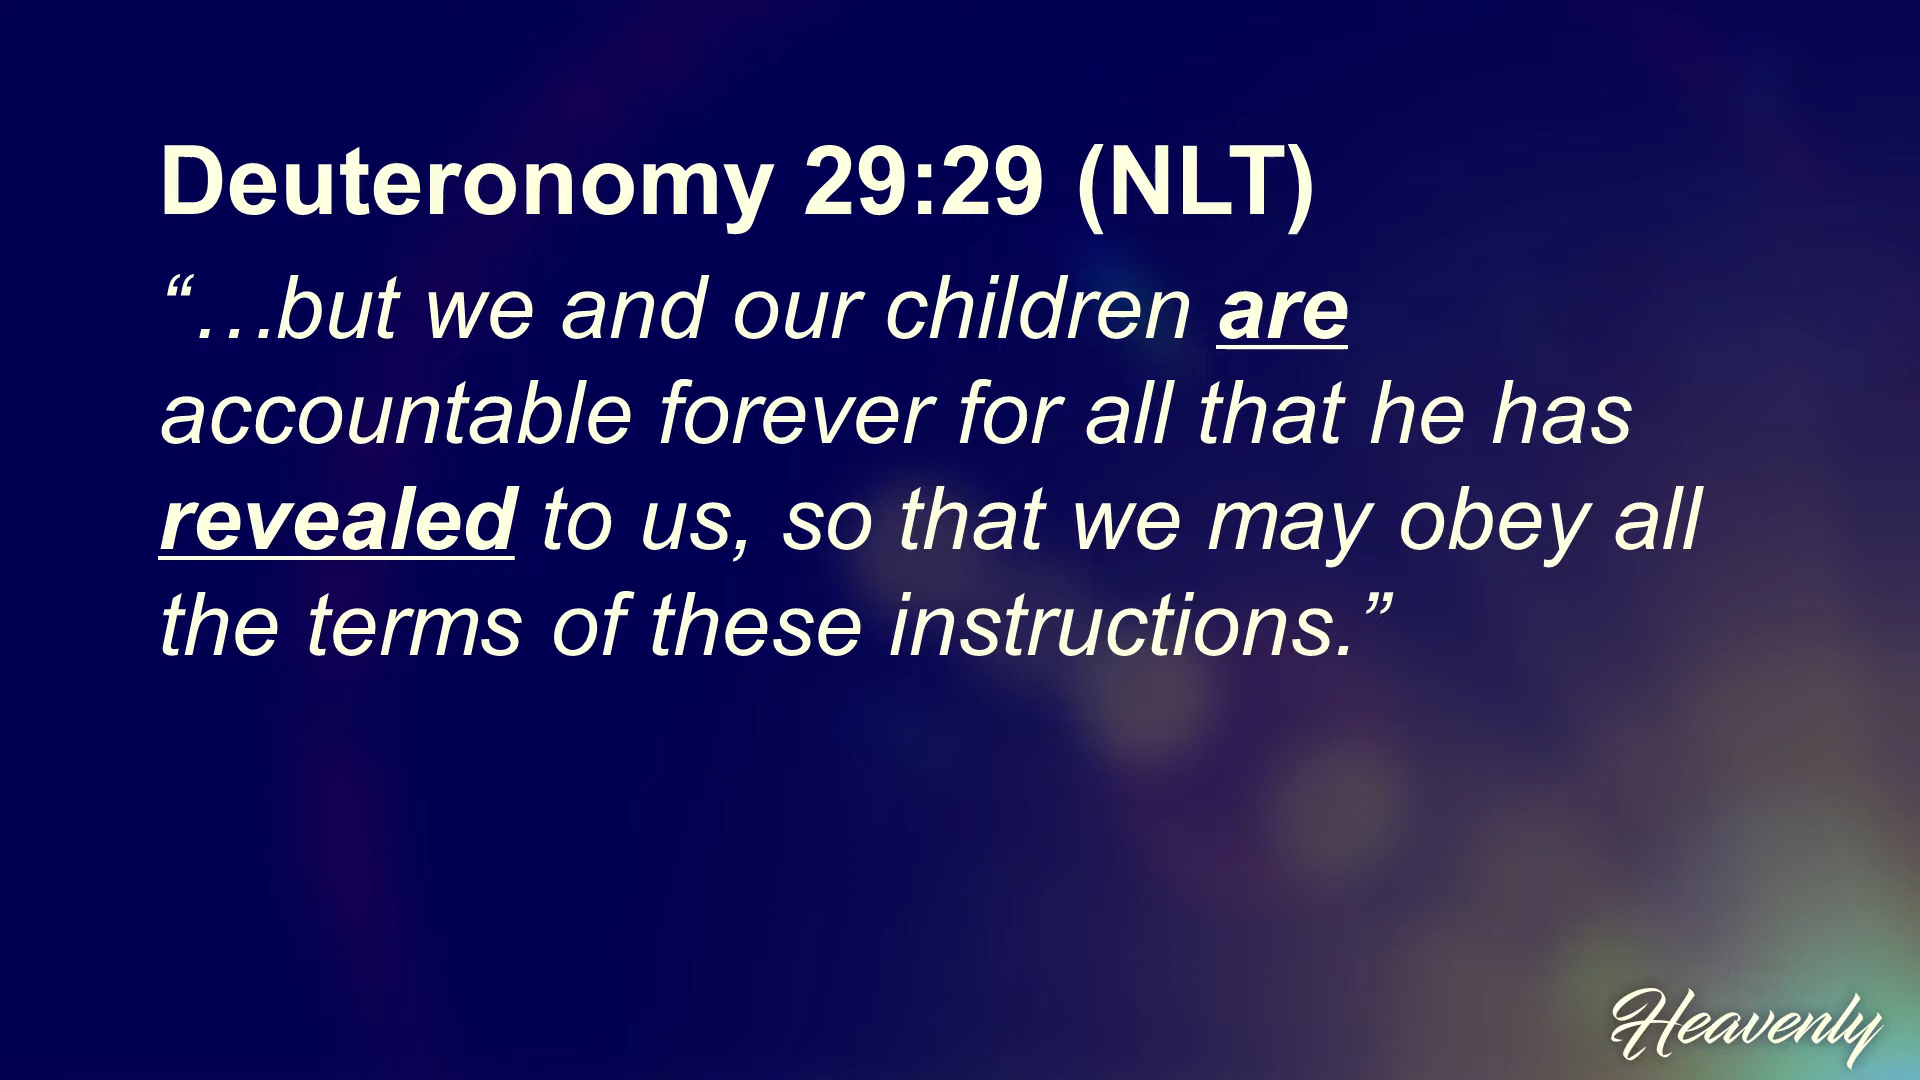 Deuteronomy 29:29 (NLT)
“…but we and our children are
accountable forever for all that he has
revealed to us, so that we may obey all
the terms of these instructions.”
Heavenly